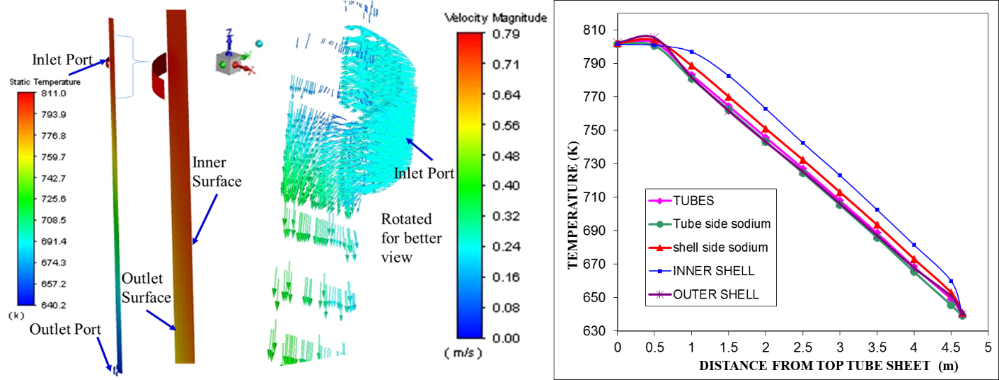 Inlet Port
Static Temperature
811.0
793.9
776.8
759.8
742.7
725.6
708.5
691.4
674.3
657.2
640.2
(k)
Outlet Port
Inner
Surface
Outlet
Surface
Z
X
Velocity Magnitude
0.79
0.71
0.64
0.56
0.48
0.40
0.32
0.24
0.16
0.08
0.00
(m/s)
Inlet Port
Rotated
for better
view
TEMPERATURE (K)
810
790
770
750
730
710
690
670
650
630
TUBES
Tube side sodium
shell side sodium
INNER SHELL
OUTER SHELL
0 0.5 1 1.5 2 2.5 3 3.5 4 4.5 5
DISTANCE FROM TOP TUBE SHEET (m)